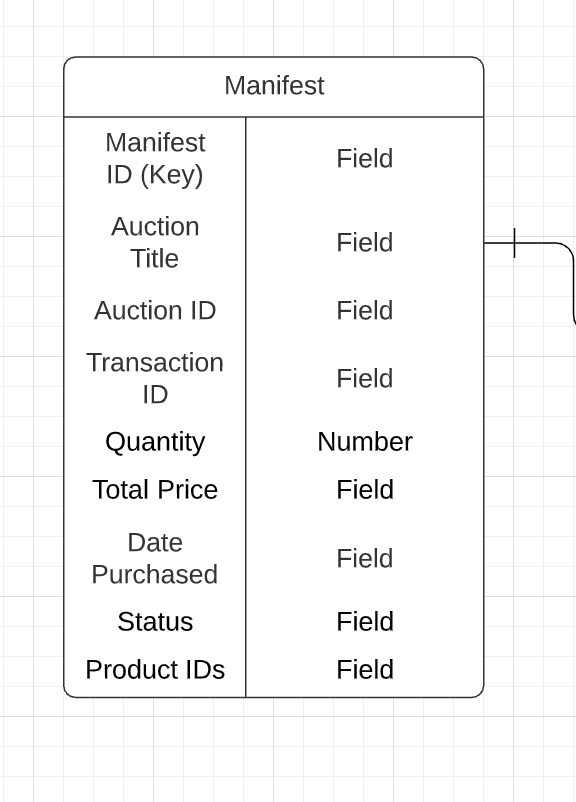 Manifest
Manifest
ID (Key)
Field
Auction
Title
Field
Auction ID
Field
Transaction
ID
Field
Quantity
Number
Total Price
Field
Date
Purchased
Field
Status
Field
Product IDs
Field